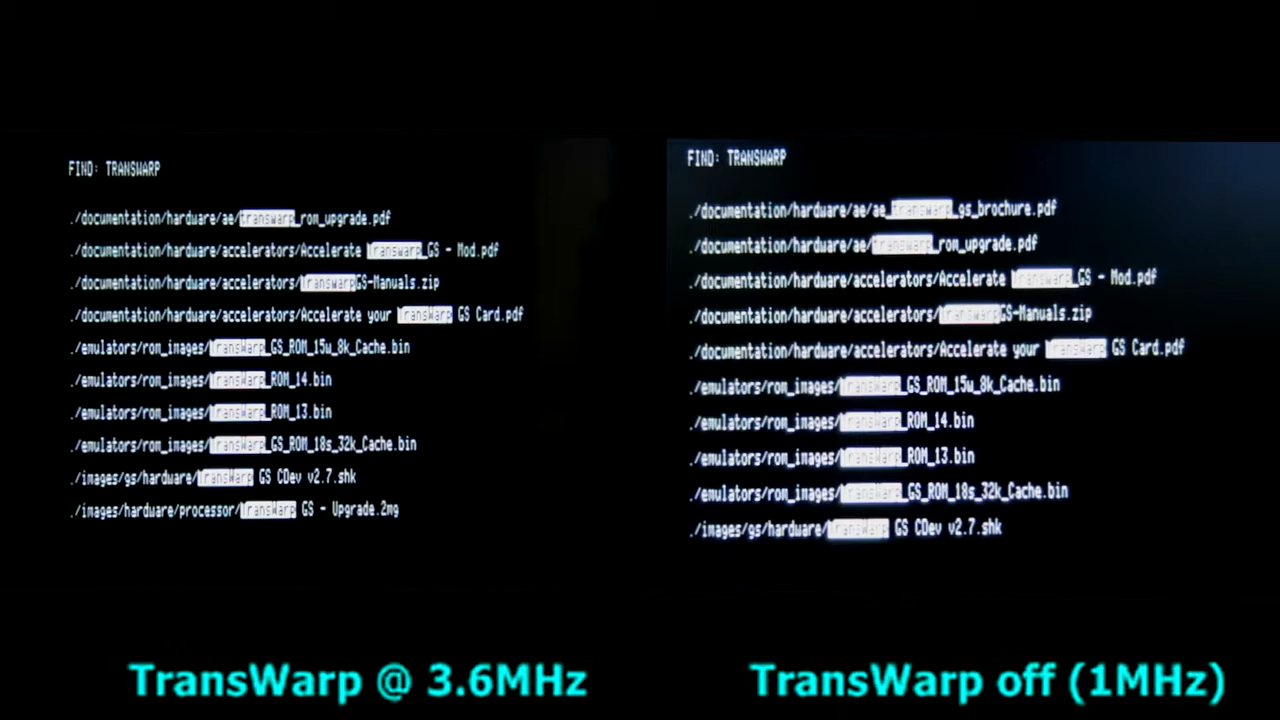 FIND: TRANSWARP
./documentation/hardware/ae/transwarp_rom_upgrade.pdf
./documentation/hardware/accelerators/Accelerate Transwarp_GS - Mod.pdf
./documentation/hardware/accelerators/TranswarpGS-Manuals.zip
./documentation/hardware/accelerators/Accelerate your TransWarp GS Card.pdf
./emulators/rom_images/TransWarp_GS_ROM_15u_8k_Cache.bin
./emulators/rom_images/TransWarp_ROM_14.bin
./emulators/rom_images/TransWarp_ROM_13.bin
./emulators/rom_images/TransWarp_GS_ROM_18s_32k_Cache.bin
./images/gs/hardware/TransWarp GS CDev v2.7.shk
./images/hardware/processor/TransWarp GS - Upgrade.2mg
TransWarp @ 3.6MHz
FIND: TRANSWARP
./documentation/hardware/ae/ae_transwarp_gs_brochure.pdf
./documentation/hardware/ae/transwarp_rom_upgrade.pdf
./documentation/hardware/accelerators/Accelerate Transwarp_GS - Mod.pdf
./documentation/hardware/accelerators/TranswarpGS-Manuals.zip
./documentation/hardware/accelerators/Accelerate your TransWarp GS Card.pdf
./emulators/rom_images/TransWarp_GS_ROM_15u_8k_Cache.bin
./emulators/rom_images/TransWarp_ROM_14.bin
./emulators/rom_images/TransWarp_ROM_13.bin
./emulators/rom_images/TransWarp_GS_ROM_18s_32k_Cache.bin
./images/gs/hardware/TransWarp GS CDev v2.7.shk
TransWarp off (1MHz)